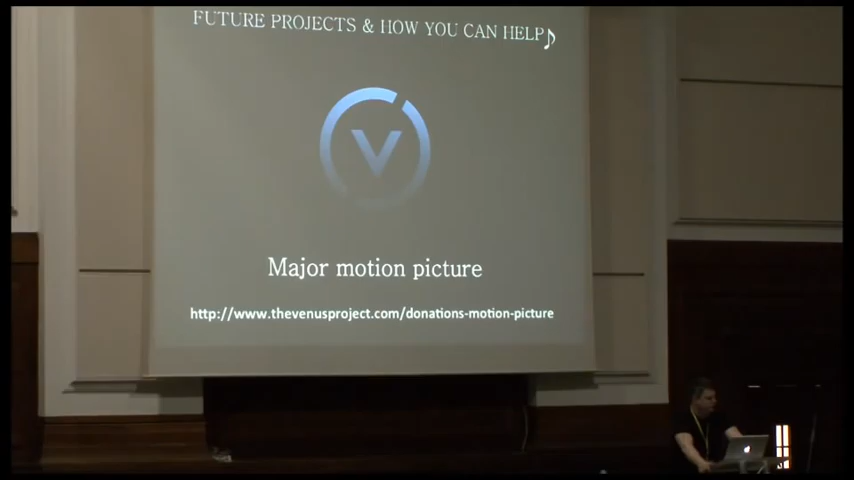 FUTURE PROJECTS & HOW YOU CAN HELP♪
V
Major motion picture
http://www.thevenusproject.com/donations-motion-picture